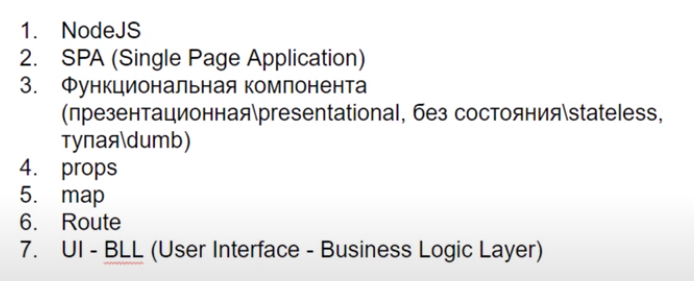 1. NodeJS
2. SPA (Single Page Application)
3. Функциональная компонента
(презентационная\presentational, без состояния\stateless,
тупая\dumb)
4. props
5. map
6. Route
7. UI - BLL (User Interface - Business Logic Layer)